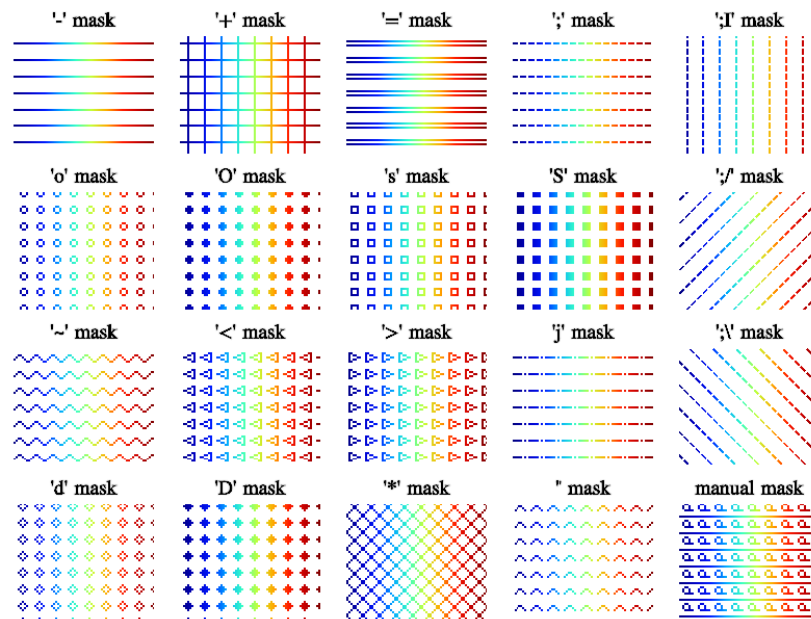 '-' mask
'+' mask
'=' mask
';' mask
';I' mask
'o' mask
'O' mask
's' mask
'S' mask
';/' mask
'~' mask
'<' mask
'>' mask
'j' mask
';\' mask
'd' mask
'D' mask
'*' mask
'' mask
manual mask